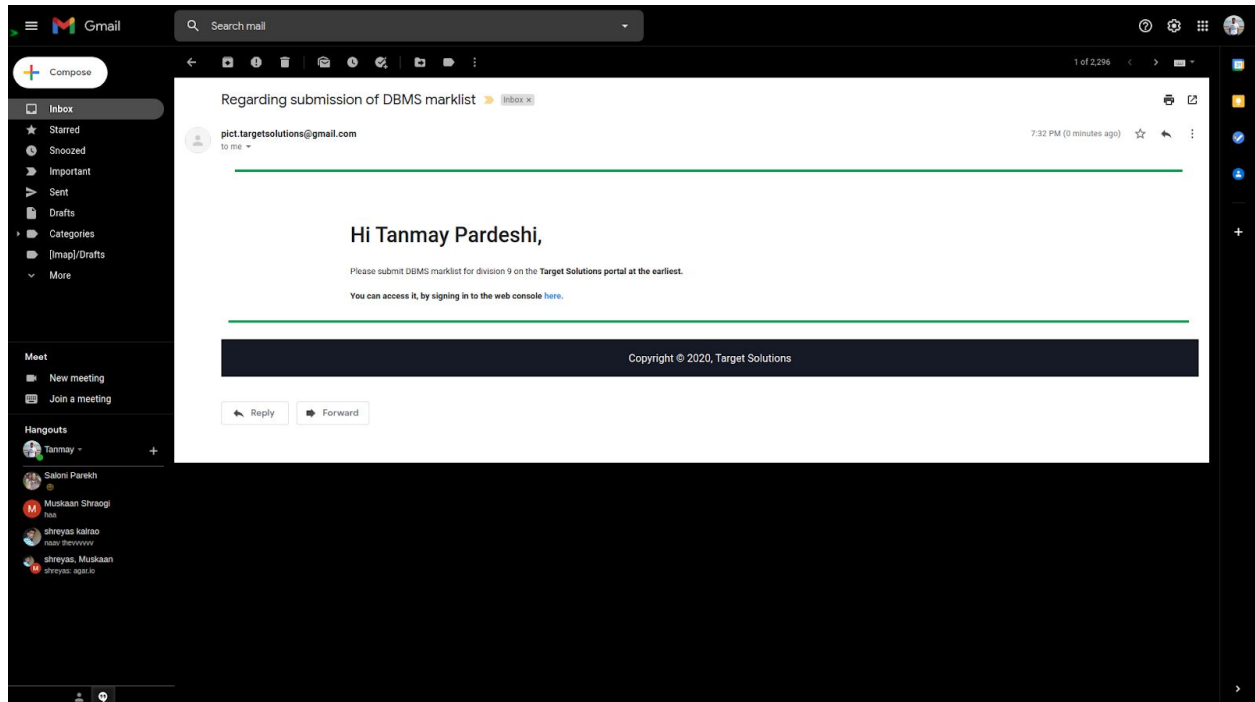 Gmail
Search mail
Compose
1 of 2,296
Inbox
Starred
Snoozed
Important
Sent
Drafts
Categories
[Imap]/Drafts
More
Meet
New meeting
Join a meeting
Hangouts
Tanmay
Saloni Parekh
M Muskaan Shraogi
haa
shreyas kalrao
naav thevvvvv
shreyas, Muskaan
M shreyas: agar.io
Regarding submission of DBMS marklist Inbox x
pict.targetsolutions@gmail.com 7:32 PM (0 minutes ago)
to me
Hi Tanmay Pardeshi,
Please submit DBMS marklist for division 9 on the Target Solutions portal at the earliest.
You can access it, by signing in to the web console here.
Copyright © 2020, Target Solutions
Reply Forward